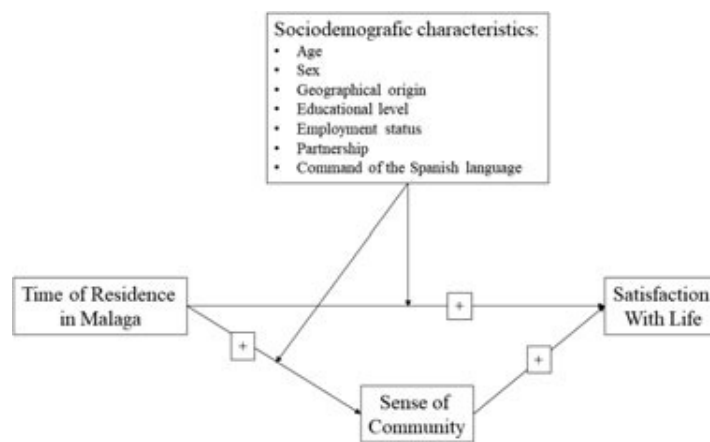 Sociodemografic characteristics:
• Age
• Sex
• Geographical origin
• Educational level
• Employment status
• Partnership
• Command of the Spanish language
Time of Residence
in Malaga
+
Satisfaction
With Life
+
+
Sense of
Community